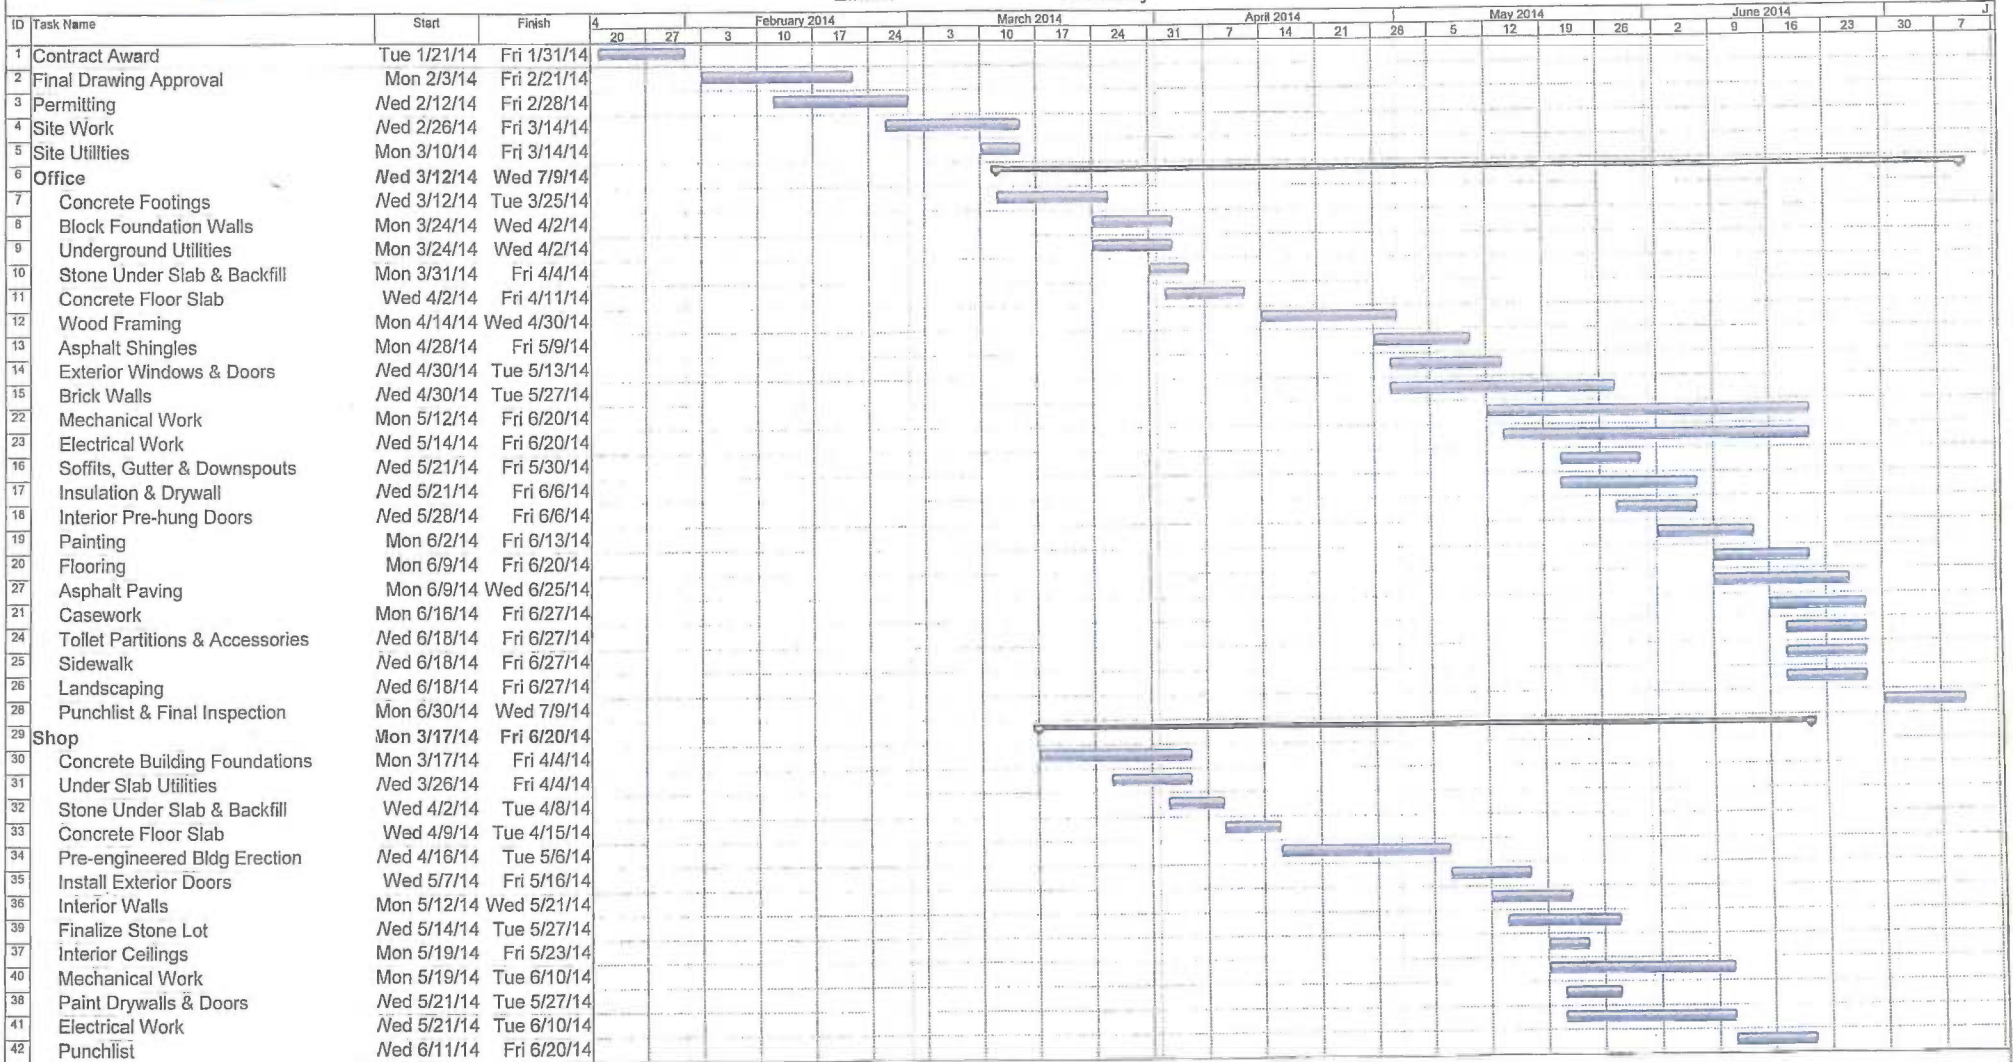 ID Task Name Start Finish 4 February 2014 March 2014 April 2014 May 2014 June 2014 J
20 27 3 10 17 24 3 10 17 24 31 7 14 21 28 5 12 19 26 2 9 16 23 30 7
1 Contract Award Tue 1/21/14 Fri 1/31/14
2 Final Drawing Approval Mon 2/3/14 Fri 2/21/14
3 Permitting Wed 2/12/14 Fri 2/28/14
4 Site Work Wed 2/26/14 Fri 3/14/14
5 Site Utilities Mon 3/10/14 Fri 3/14/14
6 Office Wed 3/12/14 Wed 7/9/14
7 Concrete Footings Wed 3/12/14 Tue 3/25/14
8 Block Foundation Walls Mon 3/24/14 Wed 4/2/14
9 Underground Utilities Mon 3/24/14 Wed 4/2/14
10 Stone Under Slab & Backfill Mon 3/31/14 Fri 4/4/14
11 Concrete Floor Slab Wed 4/2/14 Fri 4/11/14
12 Wood Framing Mon 4/14/14 Wed 4/30/14
13 Asphalt Shingles Mon 4/28/14 Fri 5/9/14
14 Exterior Windows & Doors Wed 4/30/14 Tue 5/13/14
15 Brick Walls Wed 4/30/14 Tue 5/27/14
22 Mechanical Work Mon 5/12/14 Fri 6/20/14
23 Electrical Work Wed 5/14/14 Fri 6/20/14
16 Soffits, Gutter & Downspouts Wed 5/21/14 Fri 5/30/14
17 Insulation & Drywall Wed 5/21/14 Fri 6/6/14
18 Interior Pre-hung Doors Wed 5/28/14 Fri 6/6/14
19 Painting Mon 6/2/14 Fri 6/13/14
20 Flooring Mon 6/9/14 Fri 6/20/14
27 Asphalt Paving Mon 6/9/14 Wed 6/25/14
21 Casework Mon 6/16/14 Fri 6/27/14
24 Toilet Partitions & Accessories Wed 6/18/14 Fri 6/27/14
25 Sidewalk Wed 6/18/14 Fri 6/27/14
26 Landscaping Wed 6/18/14 Fri 6/27/14
28 Punchlist & Final Inspection Mon 6/30/14 Wed 7/9/14
29 Shop Mon 3/17/14 Fri 6/20/14
30 Concrete Building Foundations Mon 3/17/14 Fri 4/4/14
31 Under Slab Utilities Wed 3/26/14 Fri 4/4/14
32 Stone Under Slab & Backfill Wed 4/2/14 Tue 4/8/14
33 Concrete Floor Slab Wed 4/9/14 Tue 4/15/14
34 Pre-engineered Bldg Erection Wed 4/16/14 Tue 5/6/14
35 Install Exterior Doors Wed 5/7/14 Fri 5/16/14
36 Interior Walls Mon 5/12/14 Wed 5/21/14
39 Finalize Stone Lot Wed 5/14/14 Tue 5/27/14
37 Interior Ceilings Mon 5/19/14 Fri 5/23/14
40 Mechanical Work Mon 5/19/14 Tue 6/10/14
38 Paint Drywalls & Doors Wed 5/21/14 Tue 5/27/14
41 Electrical Work Wed 5/21/14 Tue 6/10/14
42 Punchlist Wed 6/11/14 Fri 6/20/14